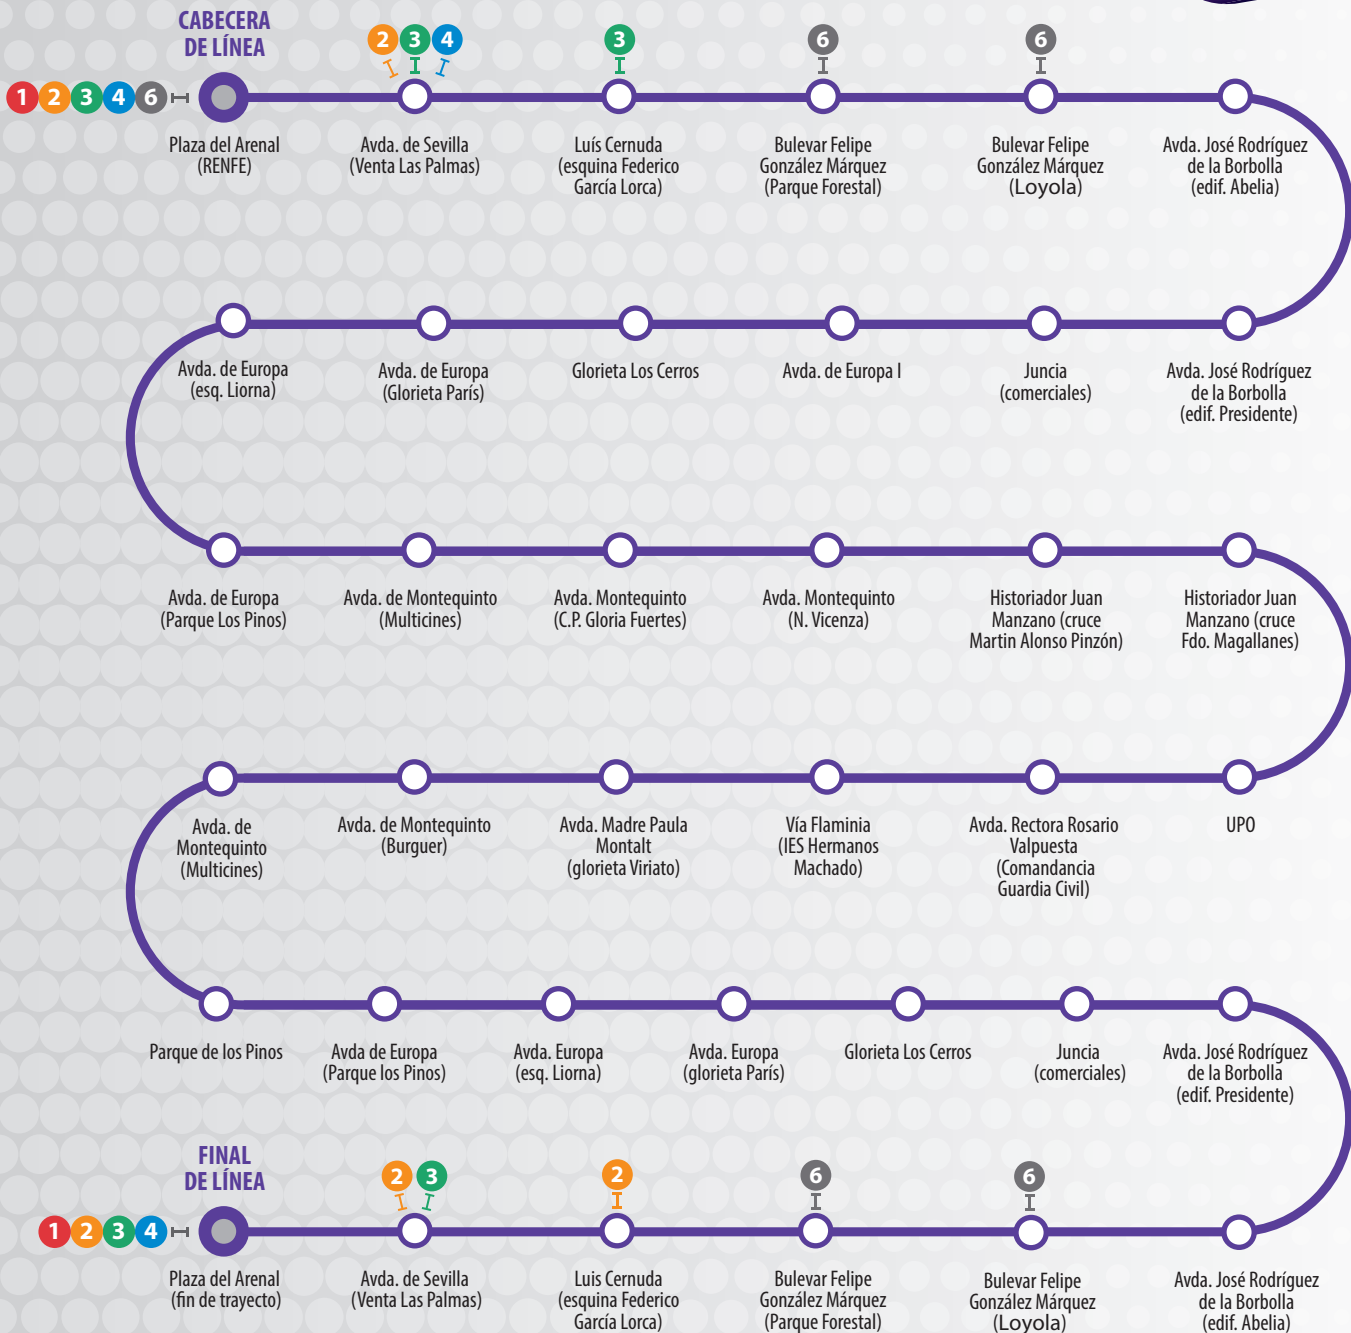 CABECERA
DE LÍNEA
2 3 4
3
6
6
1 2 3 4 6
Plaza del Arenal
(RENFE)
Avda. de Sevilla
(Venta Las Palmas)
Luís Cernuda
(esquina Federico
García Lorca)
Bulevar Felipe
González Márquez
(Parque Forestal)
Bulevar Felipe
González Márquez
(Loyola)
Avda. José Rodríguez
de la Borbolla
(edif. Abelia)
Avda. de Europa
(esq. Liorna)
Avda. de Europa
(Glorieta París)
Glorieta Los Cerros
Avda. de Europa I
Juncia
(comerciales)
Avda. José Rodríguez
de la Borbolla
(edif. Presidente)
Avda. de Europa
(Parque Los Pinos)
Avda. de Montequinto
(Multicines)
Avda. Montequinto
(C.P. Gloria Fuertes)
Avda. Montequinto
(N. Vicenza)
Historiador Juan
Manzano (cruce
Martin Alonso Pinzón)
Historiador Juan
Manzano (cruce
Fdo. Magallanes)
Avda. de
Montequinto
(Multicines)
Avda. de Montequinto
(Burguer)
Avda. Madre Paula
Montalt
(glorieta Viriato)
Vía Flaminia
(IES Hermanos
Machado)
Avda. Rectora Rosario
Valpuesta
(Comandancia
Guardia Civil)
UPO
Parque de los Pinos
Avda de Europa
(Parque los Pinos)
Avda. Europa
(esq. Liorna)
Avda. Europa
(glorieta París)
Glorieta Los Cerros
Juncia
(comerciales)
Avda. José Rodríguez
de la Borbolla
(edif. Presidente)
FINAL
DE LÍNEA
2 3
2
6
6
1 2 3 4
Plaza del Arenal
(fin de trayecto)
Avda. de Sevilla
(Venta Las Palmas)
Luis Cernuda
(esquina Federico
García Lorca)
Bulevar Felipe
González Márquez
(Parque Forestal)
Bulevar Felipe
González Márquez
(Loyola)
Avda. José Rodríguez
de la Borbolla
(edif. Abelia)